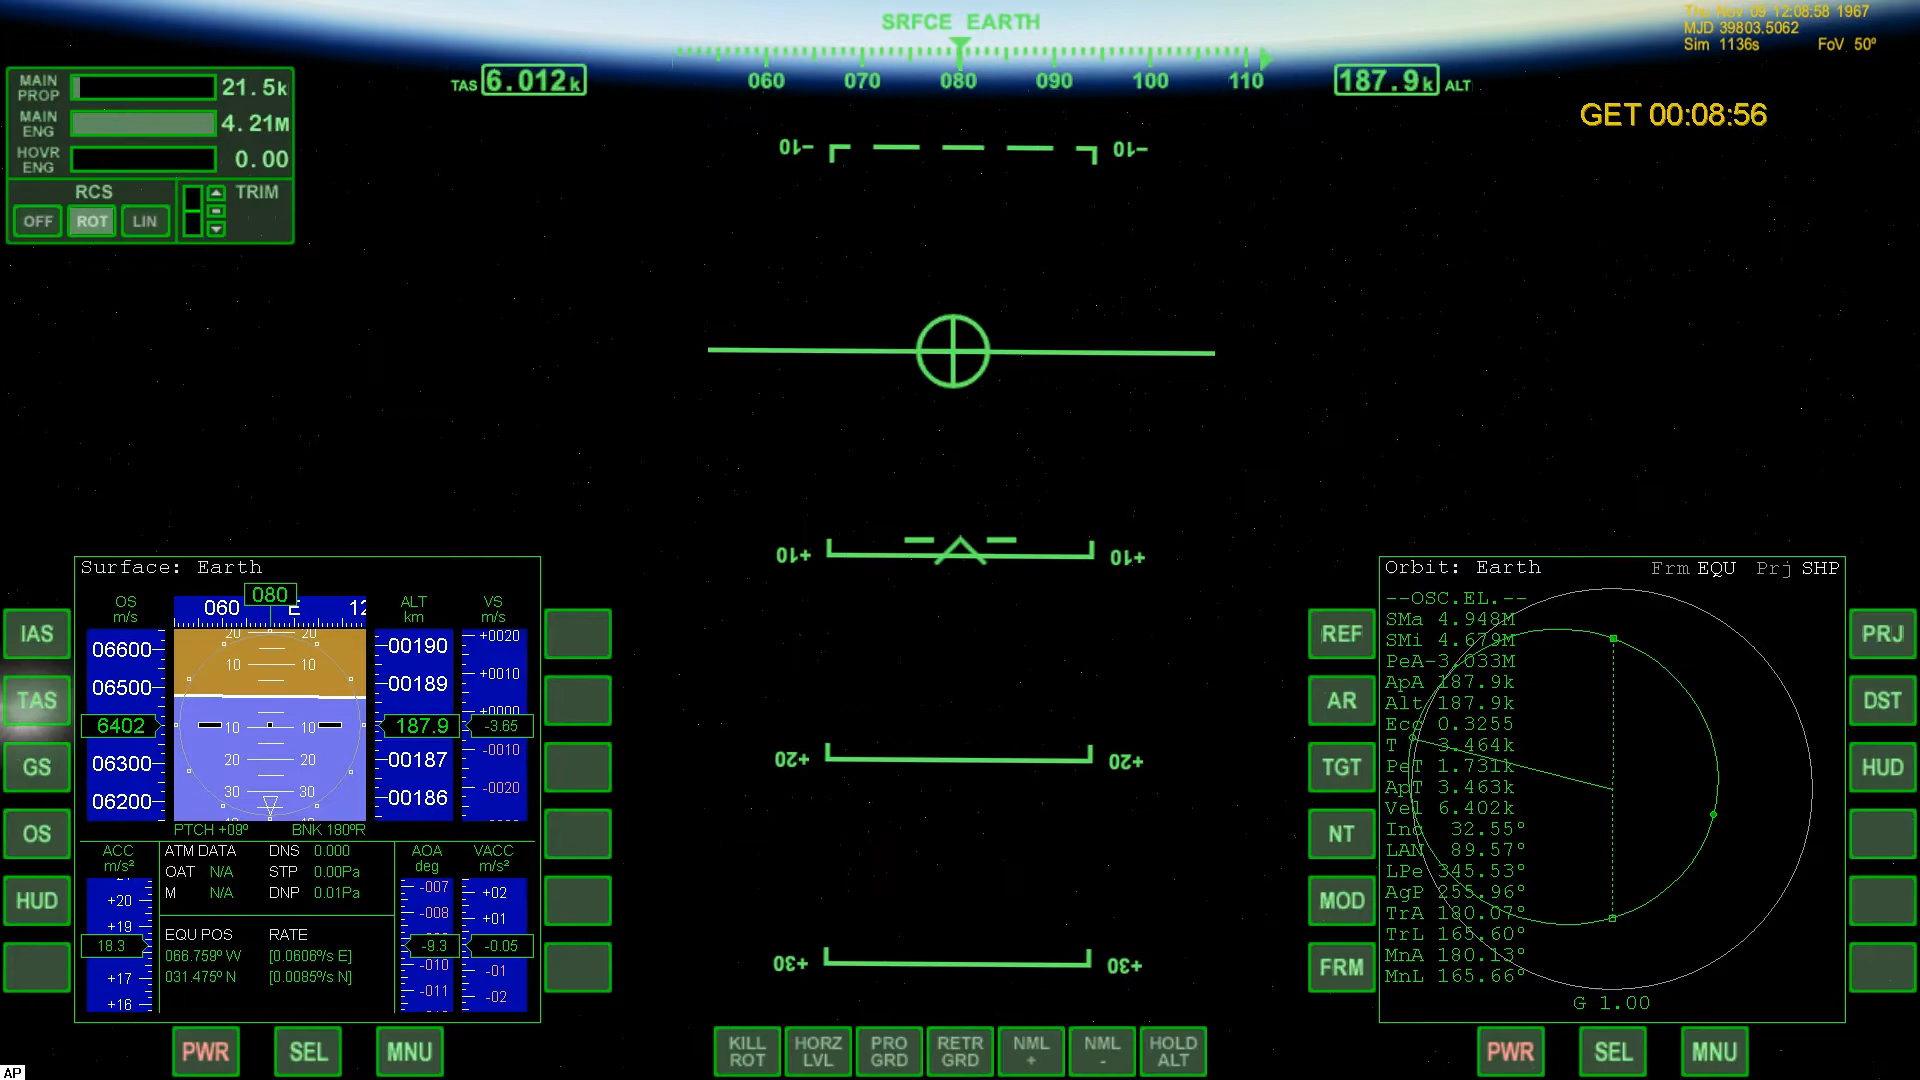 SRFCE EARTH
Thu Nov 09 12:08:58 1967
MJD 39803.5062
Sim 1136s FoV 50°
GET 00:08:56
TAS 6.012k
060 070 080 090 100 110
187.9k ALT
MAIN PROP 21.5k
MAIN ENG 4.21M
HOVR ENG 0.00
RCS TRIM
OFF ROT LIN
-10 -10
+10 +10
+20 +20
+30 +30
Surface: Earth
080
OS m/s
060 E 12
ALT km
VS m/s
06600
06500
6402
06300
06200
20 20
10 10
10 10
20 20
30 30
00190
00189
187.9
00187
00186
+0020
+0010
+0000
-3.65
-0010
-0020
PTCH +09° BNK 180°R
ACC m/s²
+20
+19
18.3
+17
+16
ATM DATA DNS 0.000
OAT N/A STP 0.00Pa
M N/A DNP 0.01Pa
EQU POS RATE
066.759° W [0.0606°/s E]
031.475° N [0.0085°/s N]
AOA deg
-007
-008
-9.3
-010
-011
VACC m/s²
+02
+01
-0.05
-01
-02
IAS
TAS
GS
OS
HUD
PWR SEL MNU
KILL ROT
HORZ LVL
PRO GRD
RETR GRD
NML +
NML -
HOLD ALT
Orbit: Earth Frm EQU Prj SHP
--OSC.EL.--
SMa 4.948M
SMi 4.679M
PeA-3.033M
ApA 187.9k
Alt 187.9k
Ecc 0.3255
T 3.464k
PeT 1.731k
ApT 3.463k
Vel 6.402k
Inc 32.55°
LAN 89.57°
LPe 345.53°
AgP 255.96°
TrA 180.07°
TrL 165.60°
MnA 180.13°
MnL 165.66°
G 1.00
REF
AR
TGT
NT
MOD
FRM
PRJ
DST
HUD
PWR SEL MNU
AP